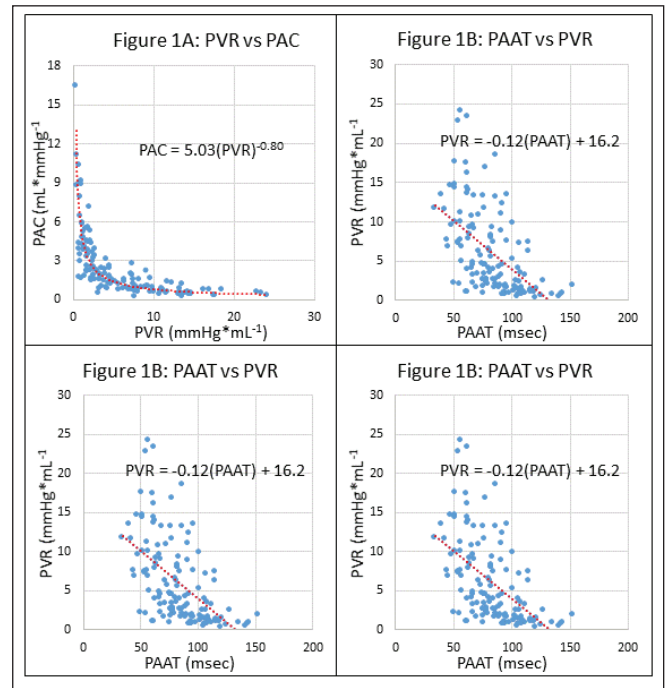 Figure 1A: PVR vs PAC
18
15
12
9
6
3
0
PAC (mL*mmHg-1)
PAC = 5.03(PVR)-0.80
0 10 20 30
PVR (mmHg*mL-1)
Figure 1B: PAAT vs PVR
30
25
20
15
10
5
0
PVR (mmHg*mL-1
PVR = -0.12(PAAT) + 16.2
0 50 100 150 200
PAAT (msec)
Figure 1B: PAAT vs PVR
30
25
20
15
10
5
0
PVR (mmHg*mL-1
PVR = -0.12(PAAT) + 16.2
0 50 100 150 200
PAAT (msec)
Figure 1B: PAAT vs PVR
30
25
20
15
10
5
0
PVR (mmHg*mL-1
PVR = -0.12(PAAT) + 16.2
0 50 100 150 200
PAAT (msec)